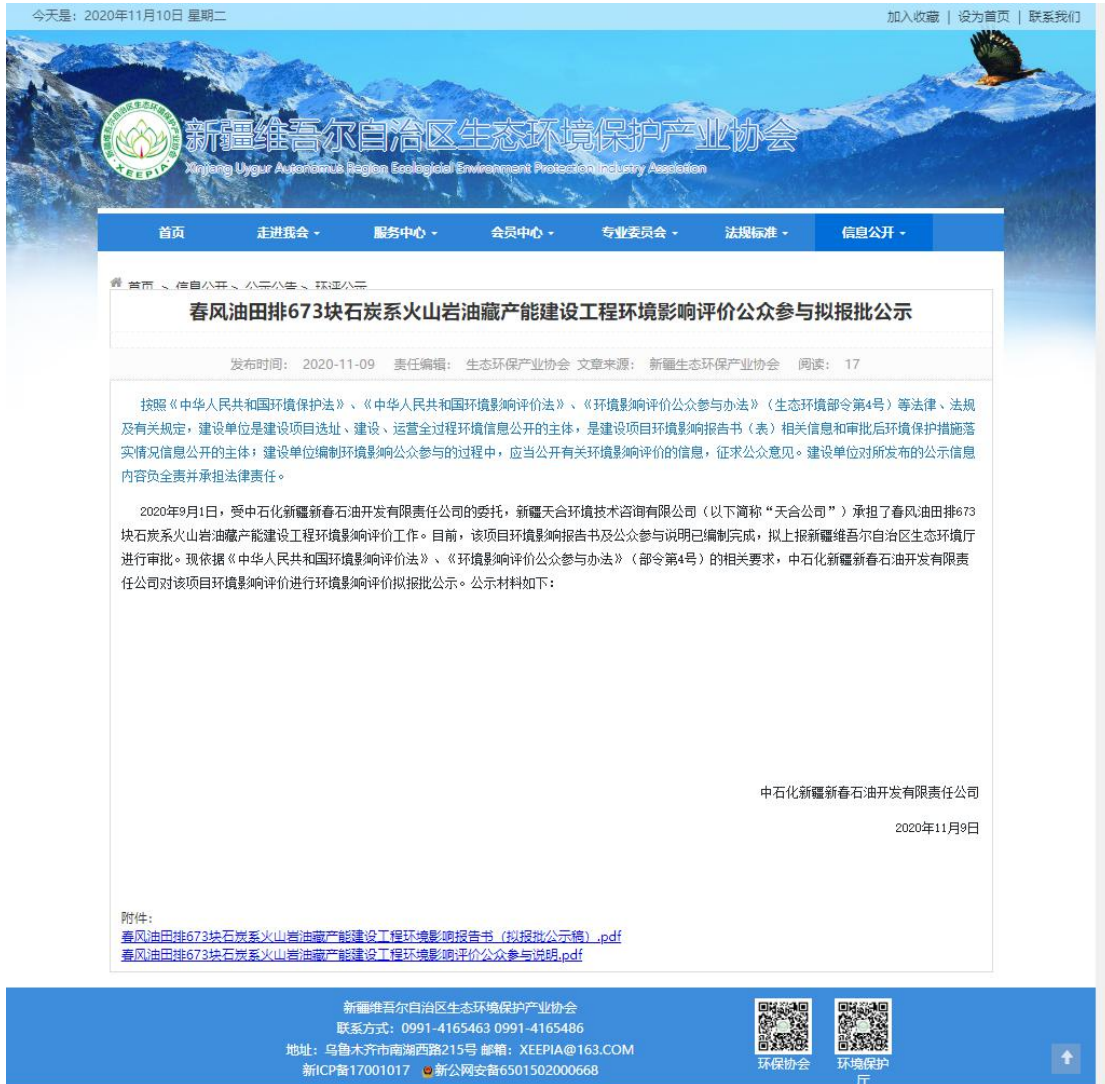 今天是：2020年11月10日 星期二
加入收藏 | 设为首页 | 联系我们
新疆维吾尔自治区生态环境保护产业协会
XEEPIA
首页 走进我会 服务中心 会员中心 专业委员会 法规标准 信息公开
首页 > 信息公开 > 公示公告 > 环评公示
春风油田排673块石炭系火山岩油藏产能建设工程环境影响评价公众参与拟报批公示
发布时间： 2020-11-09 责任编辑： 生态环保产业协会 文章来源： 新疆生态环保产业协会 阅读： 17
按照《中华人民共和国环境保护法》、《中华人民共和国环境影响评价法》、《环境影响评价公众参与办法》（生态环境部令第4号）等法律、法规
及有关规定，建设单位是建设项目选址、建设、运营全过程环境信息公开的主体，是建设项目环境影响报告书（表）相关信息和审批后环境保护措施落
实情况信息公开的主体；建设单位编制环境影响公众参与的过程中，应当公开有关环境影响评价的信息，征求公众意见。建设单位对所发布的公示信息
内容负全责并承担法律责任。
2020年9月1日，受中石化新疆新春石油开发有限责任公司的委托，新疆天合环境技术咨询有限公司（以下简称“天合公司”）承担了春风油田排673
块石炭系火山岩油藏产能建设工程环境影响评价工作。目前，该项目环境影响报告书及公众参与说明已编制完成，拟上报新疆维吾尔自治区生态环境厅
进行审批。现依据《中华人民共和国环境影响评价法》、《环境影响评价公众参与办法》（部令第4号）的相关要求，中石化新疆新春石油开发有限责
任公司对该项目环境影响评价进行环境影响评价拟报批公示。公示材料如下：
中石化新疆新春石油开发有限责任公司
2020年11月9日
附件：
春风油田排673块石炭系火山岩油藏产能建设工程环境影响报告书（拟报批公示稿）.pdf
春风油田排673块石炭系火山岩油藏产能建设工程环境影响评价公众参与说明.pdf
新疆维吾尔自治区生态环境保护产业协会
联系方式：0991-4165463 0991-4165486
地址：乌鲁木齐市南湖西路215号 邮箱：XEEPIA@163.COM
新ICP备17001017 新公网安备6501502000668
环保协会 环境保护
厅